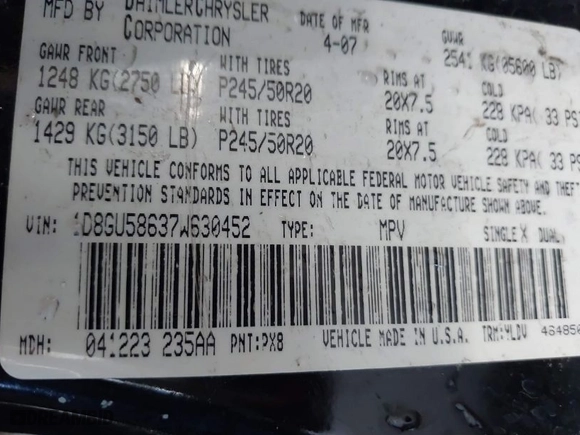 MFD BY DAIMLERCHRYSLER CORPORATION DATE OF MFR 4-07 GVWR 2541 KG(05600 LB)
GAWR FRONT WITH TIRES RIMS AT COLD
1248 KG(2750 LB) P245/50R20 20X7.5 228 KPA( 33 PSI
GAWR REAR WITH TIRES RIMS AT COLD
1429 KG(3150 LB) P245/50R20 20X7.5 228 KPA( 33 PS
THIS VEHICLE CONFORMS TO ALL APPLICABLE FEDERAL MOTOR VEHICLE SAFETY AND THEFT
PREVENTION STANDARDS IN EFFECT ON THE DATE OF MANUFACTURE SHOWN ABOVE.
VIN: 1D8GU58637W630452 TYPE: MPV SINGLE X DUAL
MDH: 041223 235AA PNT:PX8 VEHICLE MADE IN U.S.A. TRM:YLDV 464850